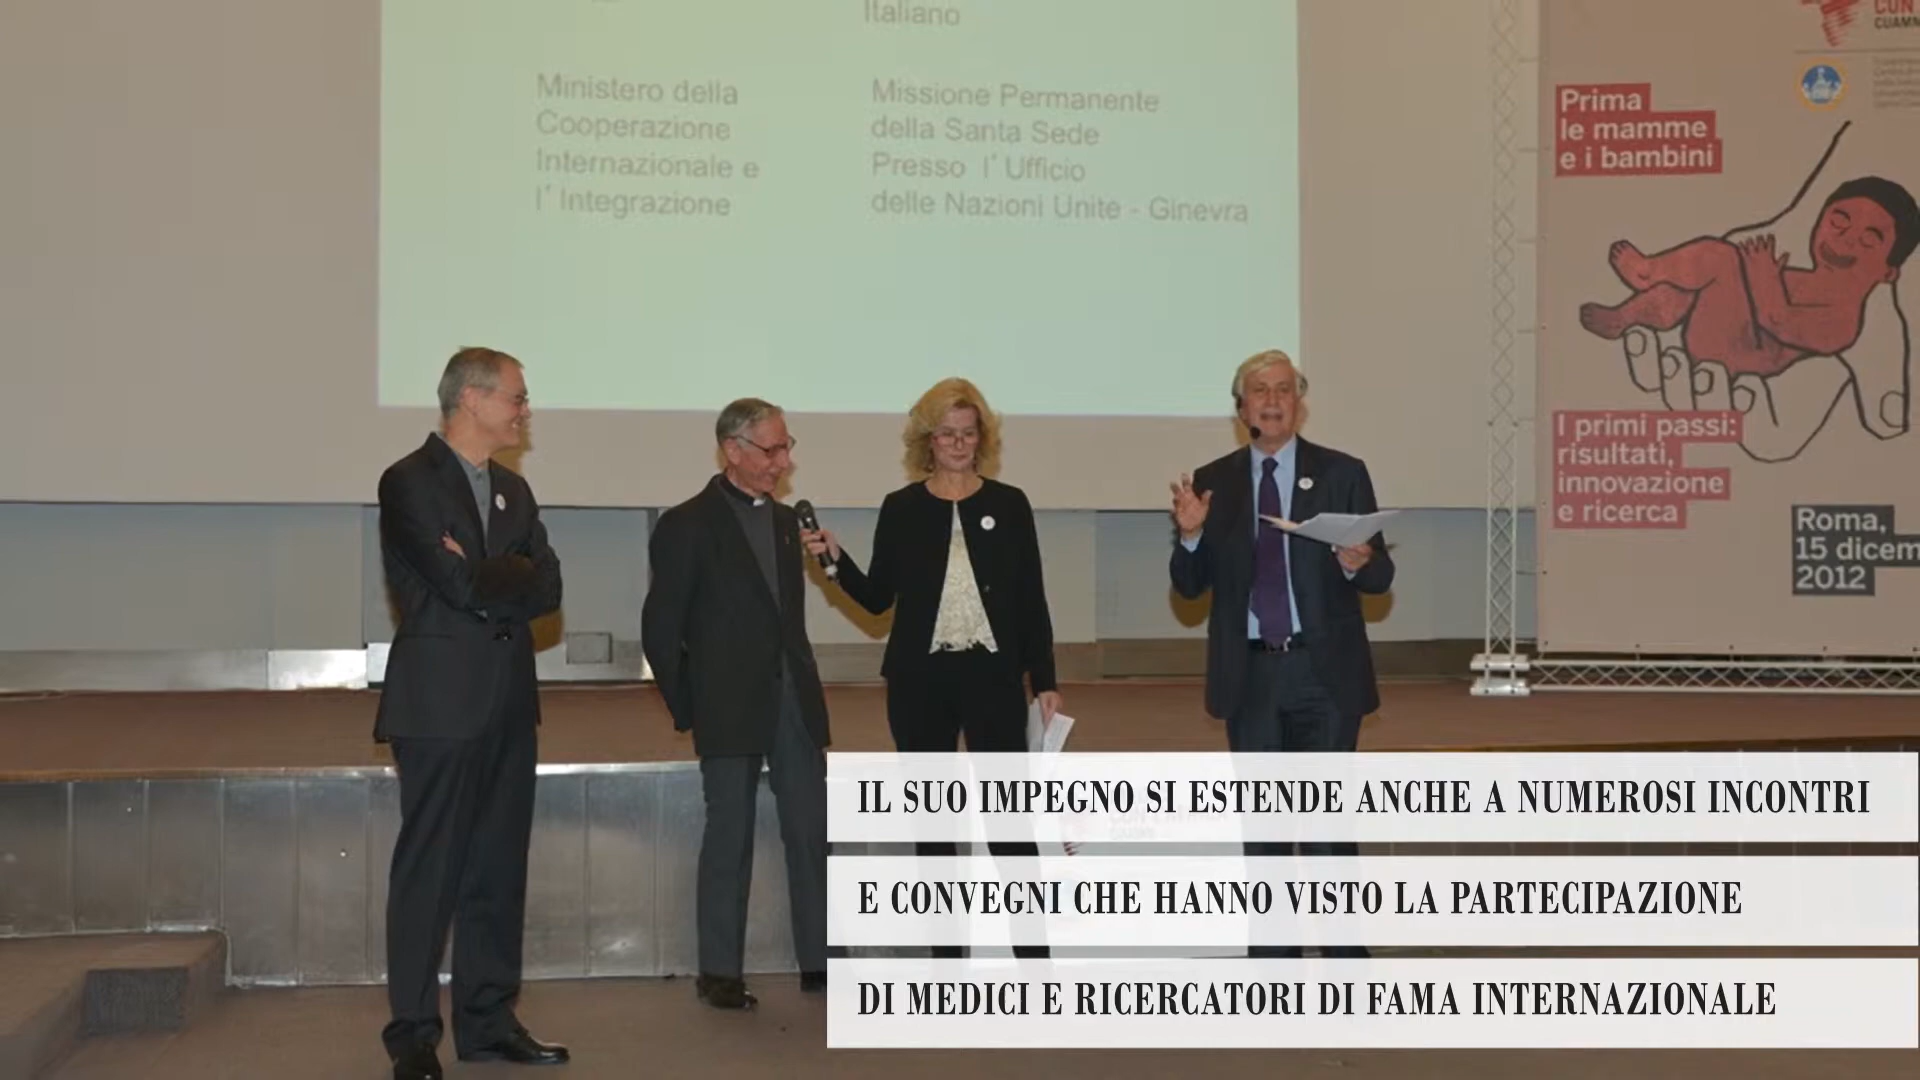 Italiano
Ministero della
Cooperazione
Internazionale e
l' Integrazione
Missione Permanente
della Santa Sede
Presso l' Ufficio
delle Nazioni Unite - Ginevra
CUAMM
Prima
le mamme
e i bambini
I primi passi:
risultati,
innovazione
e ricerca
Roma,
15 dicem
2012
IL SUO IMPEGNO SI ESTENDE ANCHE A NUMEROSI INCONTRI
E CONVEGNI CHE HANNO VISTO LA PARTECIPAZIONE
DI MEDICI E RICERCATORI DI FAMA INTERNAZIONALE